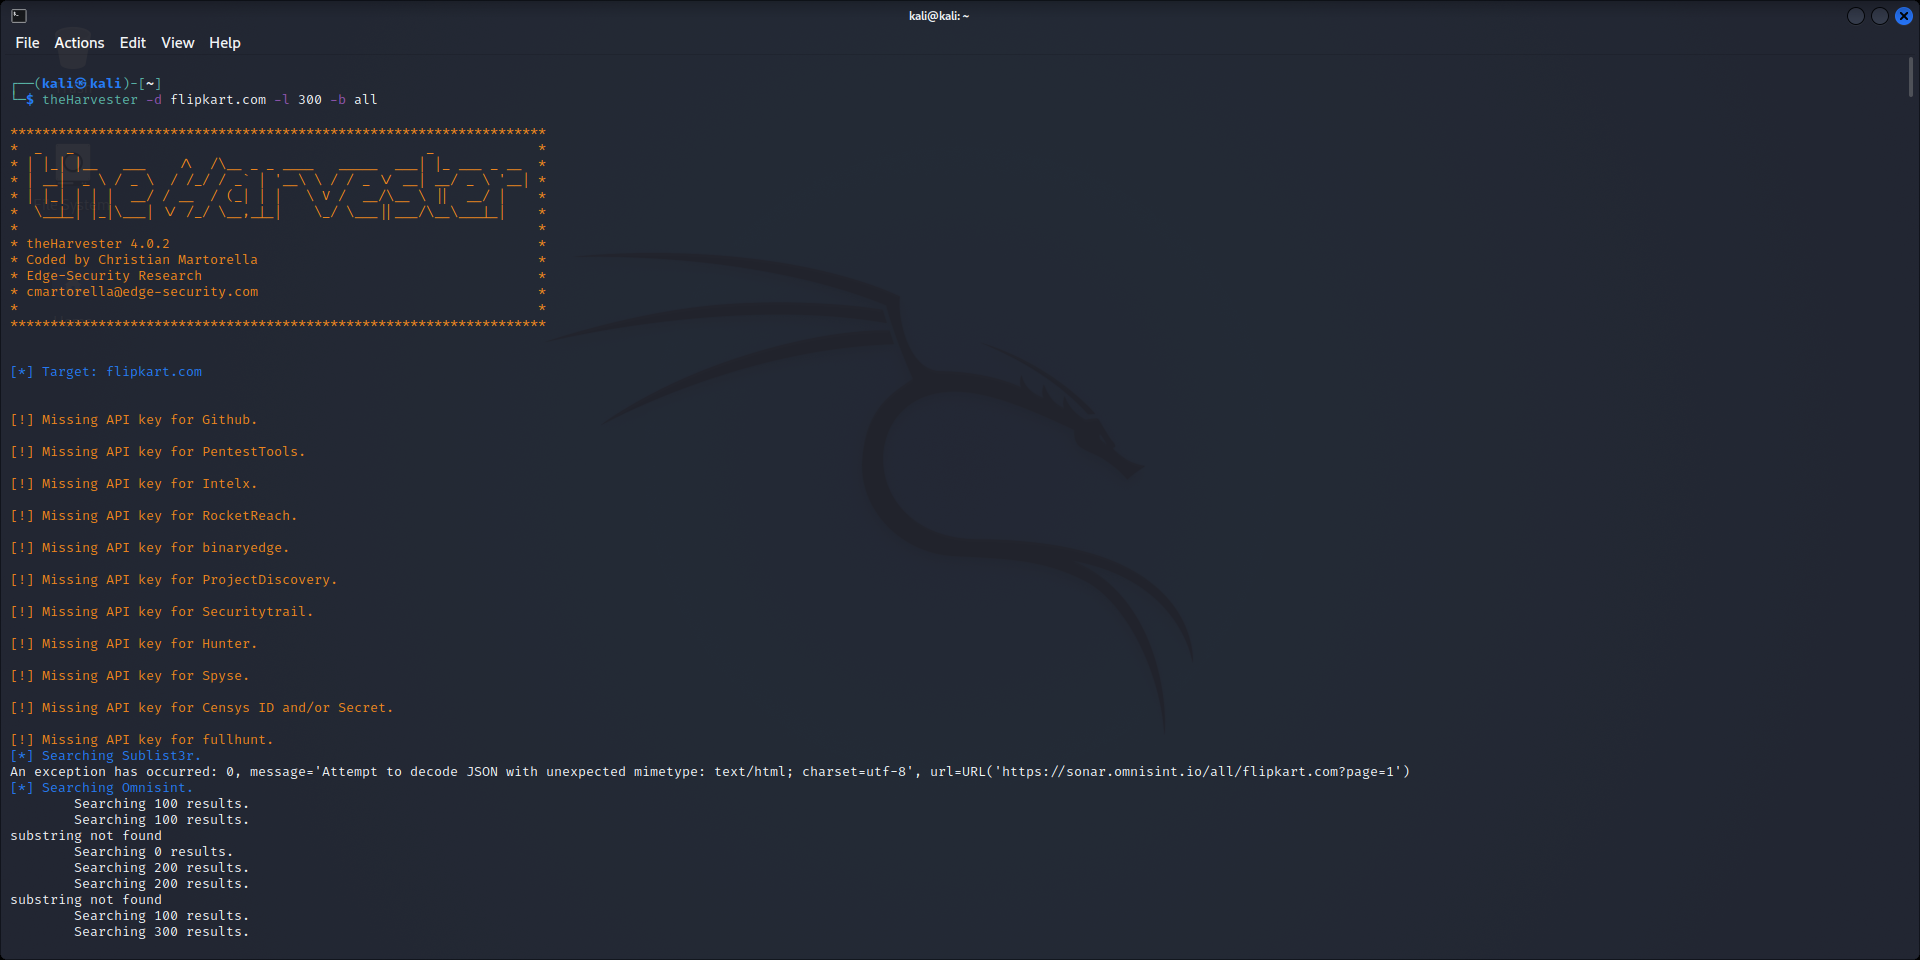 kali@kali: ~
File Actions Edit View Help
┌──(kali㉿kali)-[~]
└─$ theHarvester -d flipkart.com -l 300 -b all
*******************************************************************
* theHarvester *
* *
* theHarvester 4.0.2 *
* Coded by Christian Martorella *
* Edge-Security Research *
* cmartorella@edge-security.com *
* *
*******************************************************************
[*] Target: flipkart.com
[!] Missing API key for Github.
[!] Missing API key for PentestTools.
[!] Missing API key for Intelx.
[!] Missing API key for RocketReach.
[!] Missing API key for binaryedge.
[!] Missing API key for ProjectDiscovery.
[!] Missing API key for Securitytrail.
[!] Missing API key for Hunter.
[!] Missing API key for Spyse.
[!] Missing API key for Censys ID and/or Secret.
[!] Missing API key for fullhunt.
[*] Searching Sublist3r.
An exception has occurred: 0, message='Attempt to decode JSON with unexpected mimetype: text/html; charset=utf-8', url=URL('https://sonar.omnisint.io/all/flipkart.com?page=1')
[*] Searching Omnisint.
Searching 100 results.
Searching 100 results.
substring not found
Searching 0 results.
Searching 200 results.
Searching 200 results.
substring not found
Searching 100 results.
Searching 300 results.